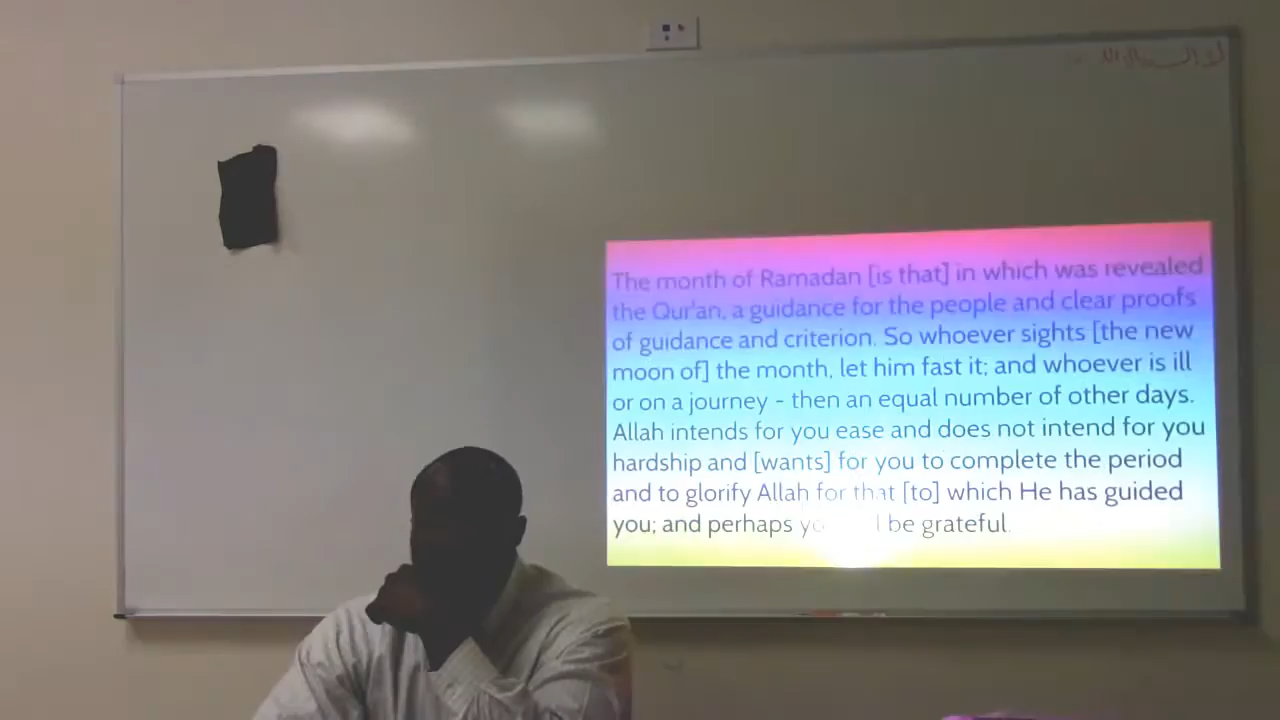 The month of Ramadan [is that] in which was revealed
the Qur'an, a guidance for the people and clear proofs
of guidance and criterion. So whoever sights [the new
moon of] the month, let him fast it; and whoever is ill
or on a journey - then an equal number of other days.
Allah intends for you ease and does not intend for you
hardship and [wants] for you to complete the period
and to glorify Allah for that [to] which He has guided
you; and perhaps be grateful.